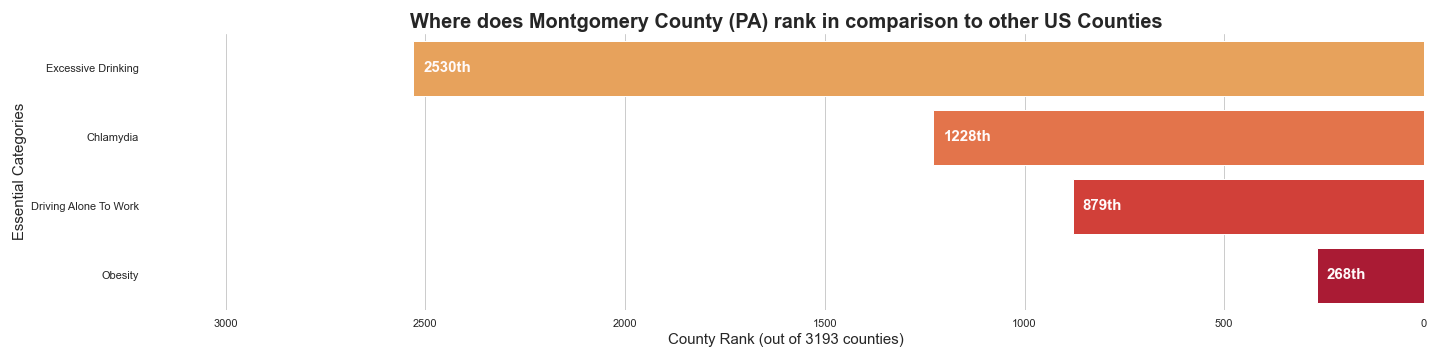 Where does Montgomery County (PA) rank in comparison to other US Counties
Essential Categories
Excessive Drinking
2530th
Chlamydia
1228th
Driving Alone To Work
879th
Obesity
268th
3000
2500
2000
1500
1000
500
0
County Rank (out of 3193 counties)